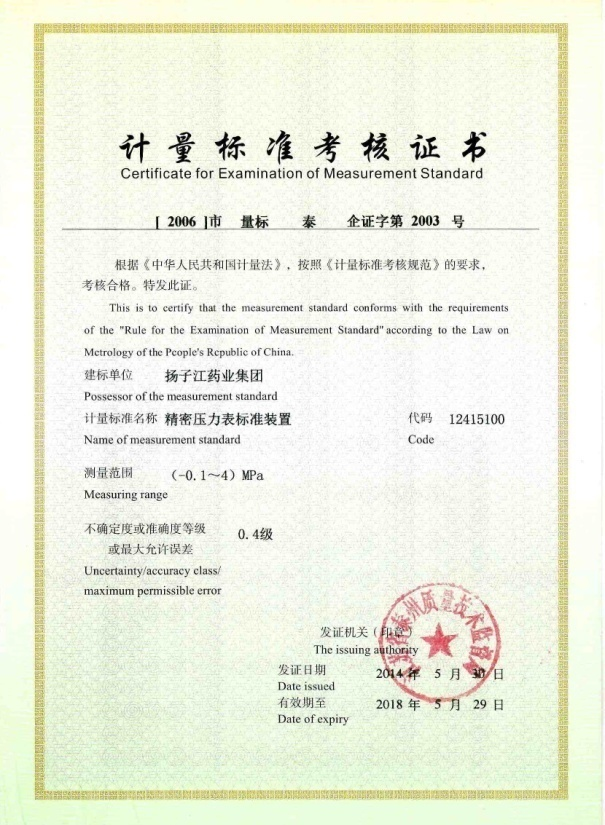 计量标准考核证书
Certificate for Examination of Measurement Standard
[ 2006 ]市 量标 泰 企证字第 2003 号
根据《中华人民共和国计量法》，按照《计量标准考核规范》的要求，
考核合格。特发此证。
This is to certify that the measurement standard conforms with the requirements
of the "Rule for the Examination of Measurement Standard" according to the Law on
Metrology of the People's Republic of China.
建标单位 扬子江药业集团
Possessor of the measurement standard
计量标准名称 精密压力表标准装置 代码 12415100
Name of measurement standard Code
测量范围 (-0.1～4) MPa
Measuring range
不确定度或准确度等级 0.4级
或最大允许误差
Uncertainty/accuracy class/
maximum permissible error
发证机关（印章）
The issuing authority
发证日期 2014 年 5 月 30 日
Date issued
有效期至 2018 年 5 月 29 日
Date of expiry
泰州质量技术监督